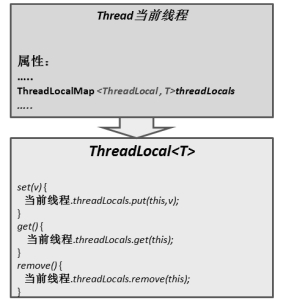 Thread当前线程
属性：
.....
ThreadLocalMap <ThreadLocal , T>threadLocals
.....
ThreadLocal<T>
set(v) {
当前线程.threadLocals.put(this,v);
}
get() {
当前线程.threadLocals.get(this);
}
remove() {
当前线程.threadLocals.remove(this);
}